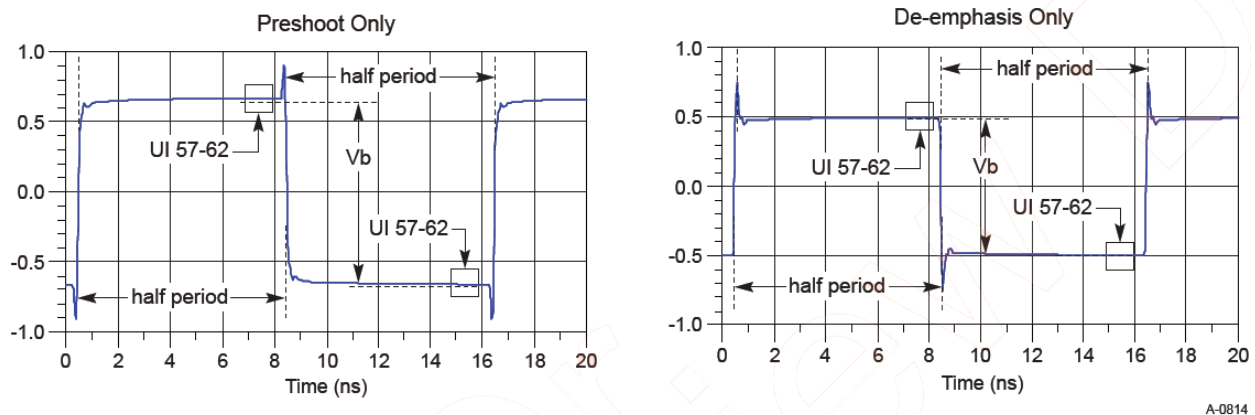 Preshoot Only
1.0
0.5
0.0
-0.5
-1.0
half period
UI 57-62
Vb
UI 57-62
half period
0 2 4 6 8 10 12 14 16 18 20
Time (ns)
De-emphasis Only
1.0
0.5
0.0
-0.5
-1.0
half period
UI 57-62
Vb
UI 57-62
half period
0 2 4 6 8 10 12 14 16 18 20
Time (ns)
A-0814